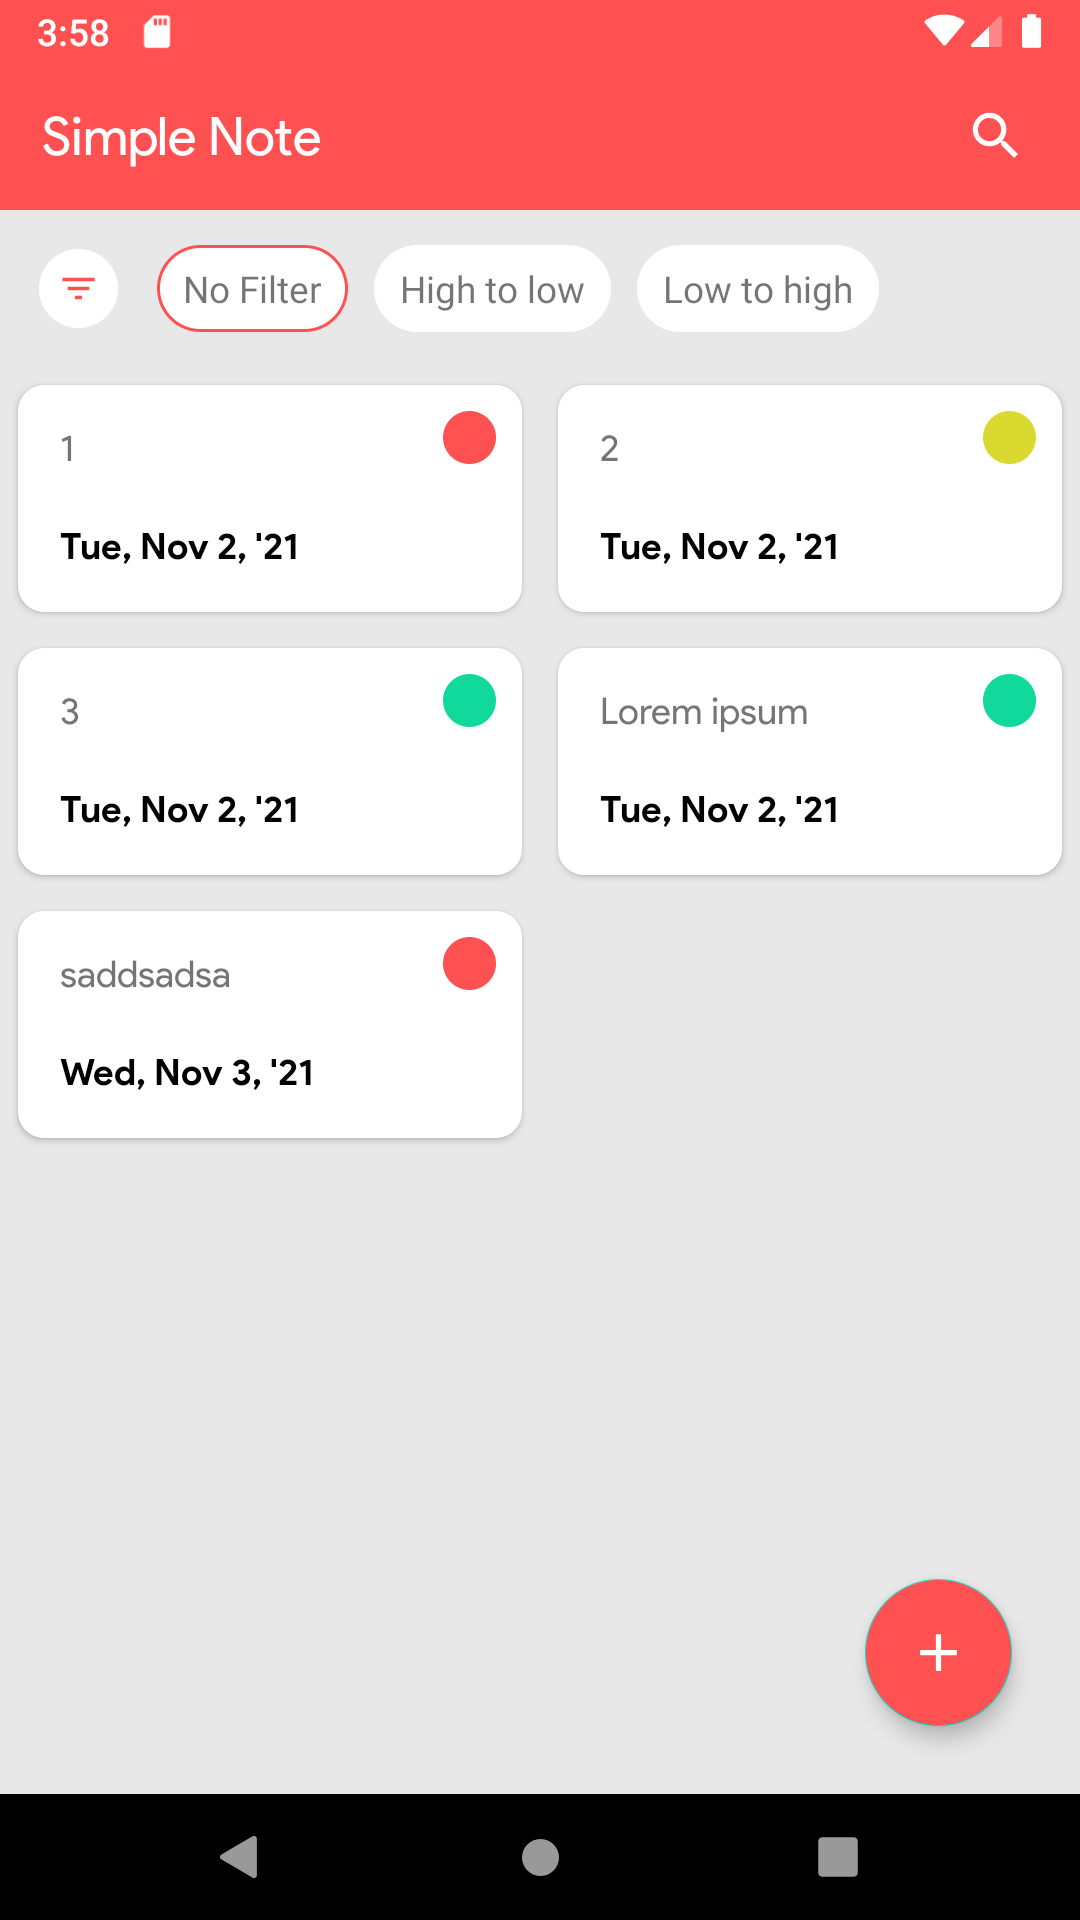 3:58
Simple Note
No Filter High to low Low to high
1
Tue, Nov 2, '21
2
Tue, Nov 2, '21
3
Tue, Nov 2, '21
Lorem ipsum
Tue, Nov 2, '21
saddsadsa
Wed, Nov 3, '21